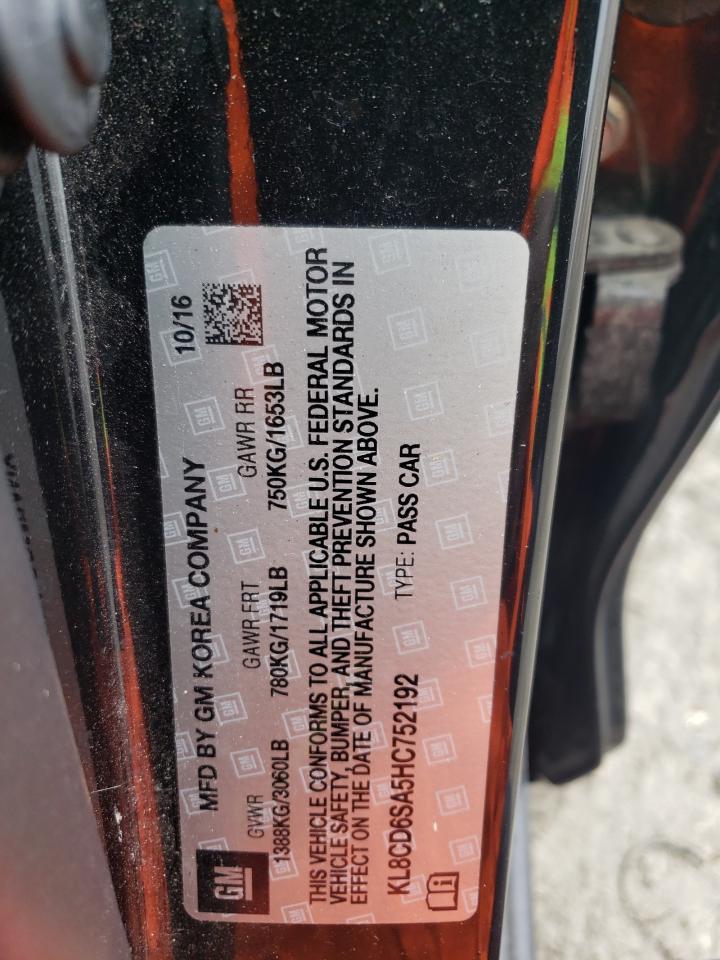 GM
MFD BY GM KOREA COMPANY 10/16
GVWR GAWR FRT GAWR RR
1388KG/3060LB 780KG/1719LB 750KG/1653LB
THIS VEHICLE CONFORMS TO ALL APPLICABLE U.S. FEDERAL MOTOR
VEHICLE SAFETY, BUMPER, AND THEFT PREVENTION STANDARDS IN
EFFECT ON THE DATE OF MANUFACTURE SHOWN ABOVE.
KL8CD6SA5HC752192 TYPE: PASS CAR